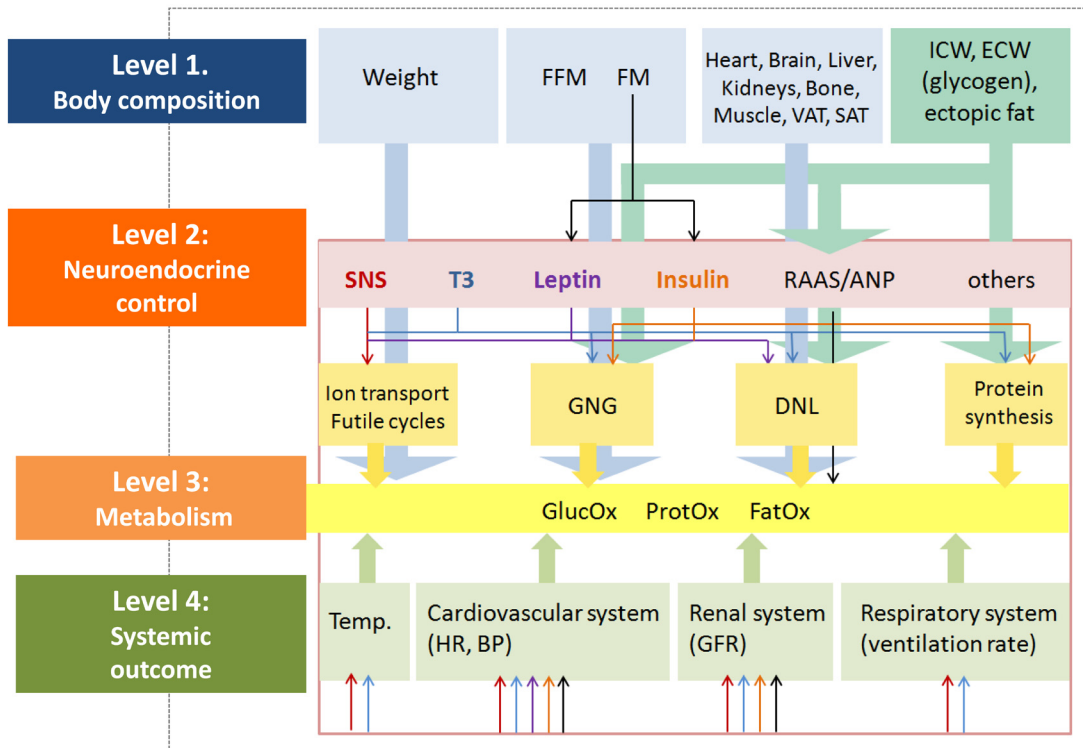 Level 1.
Body composition
Weight
FFM FM
Heart, Brain, Liver,
Kidneys, Bone,
Muscle, VAT, SAT
ICW, ECW
(glycogen),
ectopic fat
Level 2:
Neuroendocrine
control
SNS T3 Leptin Insulin RAAS/ANP others
Ion transport
Futile cycles
GNG
DNL
Protein
synthesis
Level 3:
Metabolism
GlucOx ProtOx FatOx
Level 4:
Systemic
outcome
Temp.
Cardiovascular system
(HR, BP)
Renal system
(GFR)
Respiratory system
(ventilation rate)